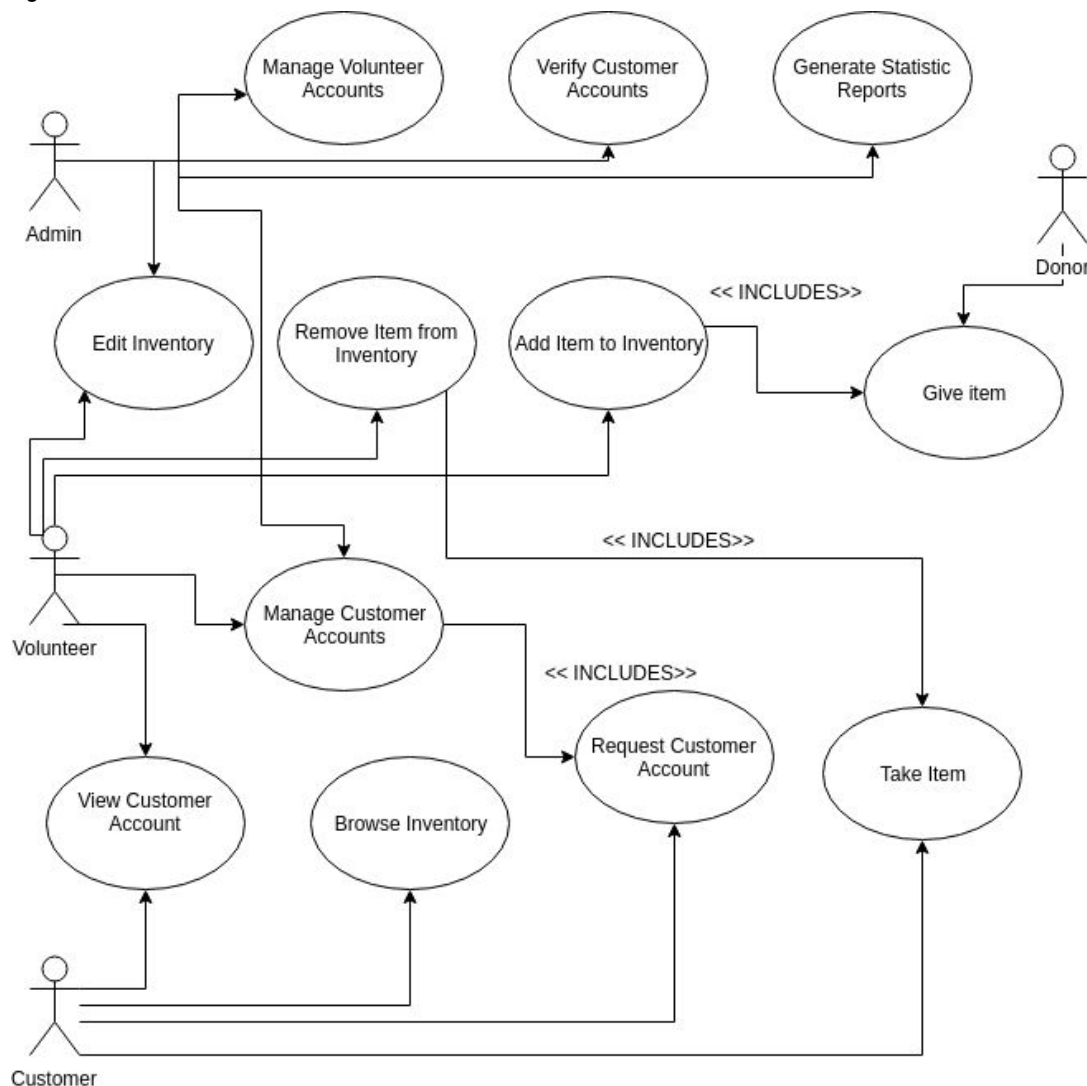 Manage Volunteer
Accounts
Verify Customer
Accounts
Generate Statistic
Reports
Admin
Donor
<< INCLUDES>>
Edit Inventory
Remove Item from
Inventory
Add Item to Inventory
Give item
<< INCLUDES>>
Volunteer
Manage Customer
Accounts
<< INCLUDES>>
Request Customer
Account
Take Item
View Customer
Account
Browse Inventory
Customer